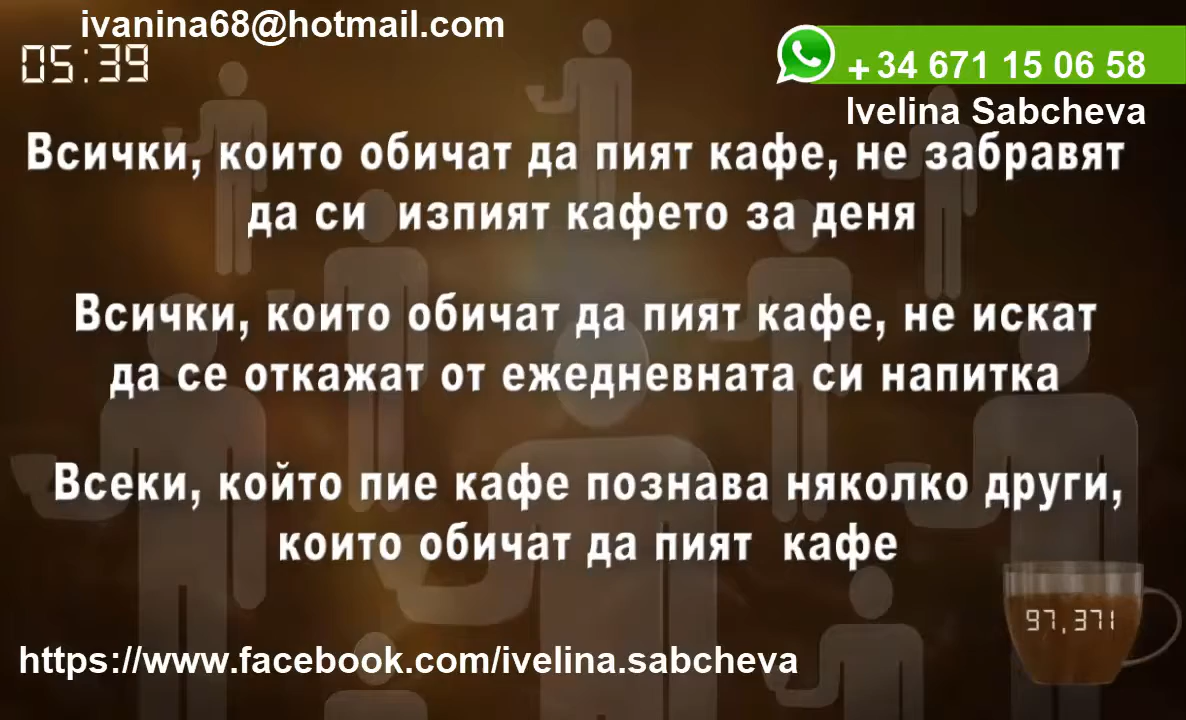 ivanina68@hotmail.com
05:39
+34 671 15 06 58
Ivelina Sabcheva
Всички, които обичат да пият кафе, не забравят
да си изпият кафето за деня
Всички, които обичат да пият кафе, не искат
да се откажат от ежедневната си напитка
Всеки, който пие кафе познава няколко други,
които обичат да пият кафе
97,371
https://www.facebook.com/ivelina.sabcheva